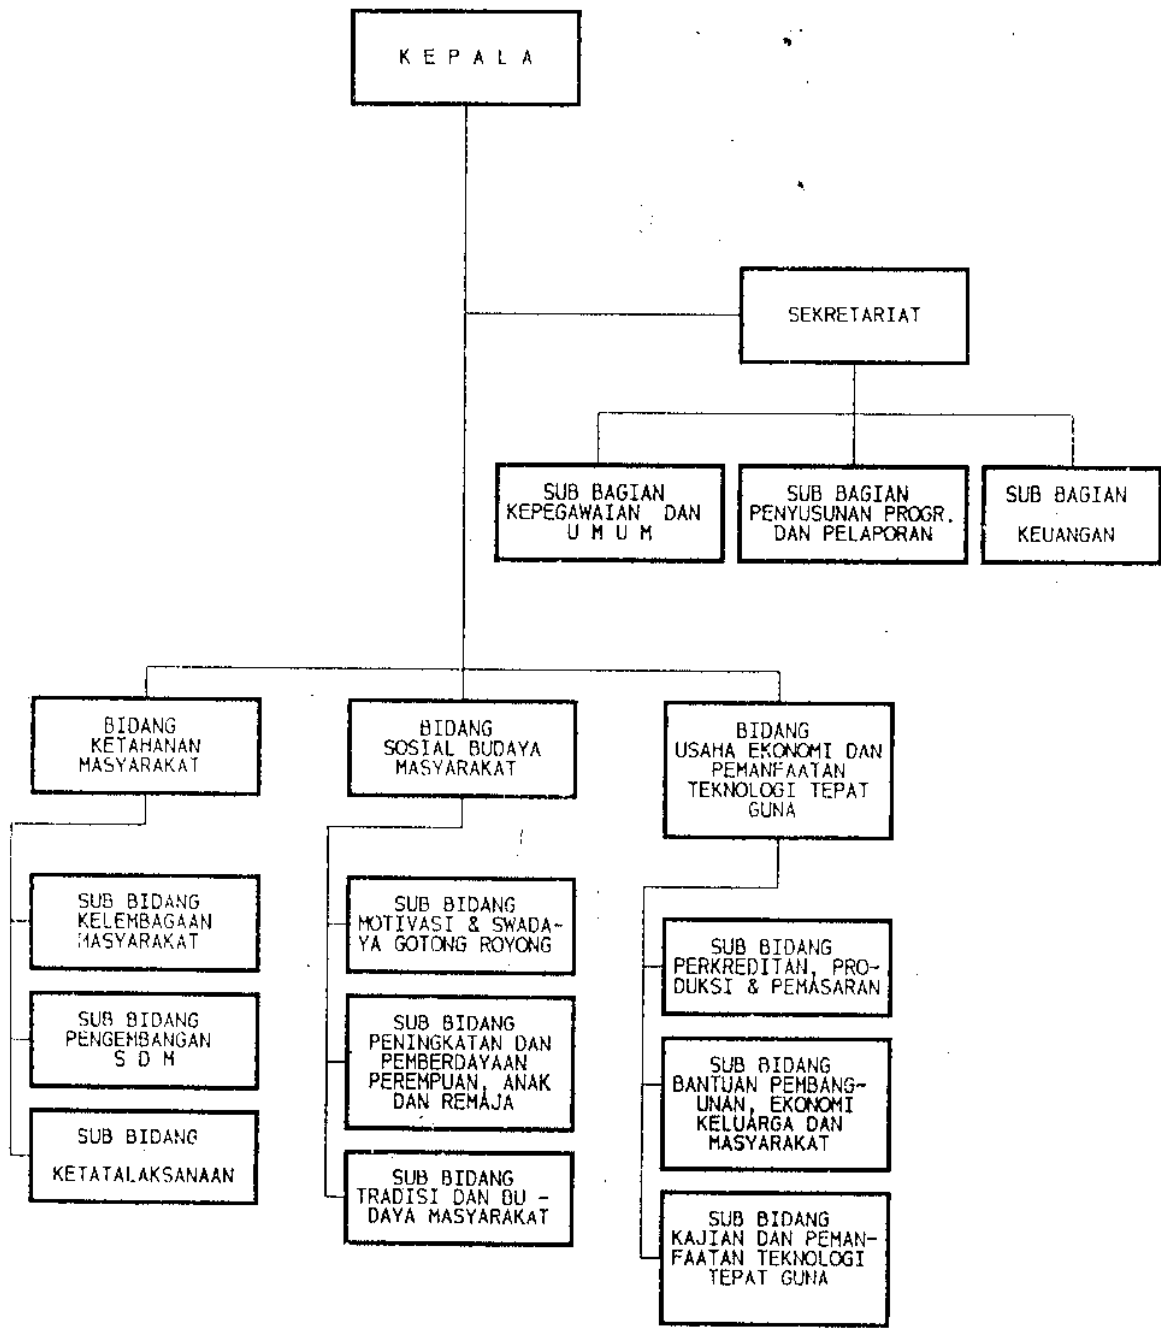 K E P A L A
SEKRETARIAT
SUB BAGIAN
KEPEGAWAIAN DAN
U M U M
SUB BAGIAN
PENYUSUNAN PROGR.
DAN PELAPORAN
SUB BAGIAN
KEUANGAN
BIDANG
KETAHANAN
MASYARAKAT
BIDANG
SOSIAL BUDAYA
MASYARAKAT
BIDANG
USAHA EKONOMI DAN
PEMANFAATAN
TEKNOLOGI TEPAT
GUNA
SUB BIDANG
KELEMBAGAAN
MASYARAKAT
SUB BIDANG
PENGEMBANGAN
S D M
SUB BIDANG
KETATALAKSANAAN
SUB BIDANG
MOTIVASI & SWADA-
YA GOTONG ROYONG
SUB BIDANG
PENINGKATAN DAN
PEMBERDAYAAN
PEREMPUAN, ANAK
DAN REMAJA
SUB BIDANG
TRADISI DAN BU -
DAYA MASYARAKAT
SUB BIDANG
PERKREDITAN, PRO-
DUKSI & PEMASARAN
SUB BIDANG
BANTUAN PEMBANG-
UNAN, EKONOMI
KELUARGA DAN
MASYARAKAT
SUB BIDANG
KAJIAN DAN PEMAN-
FAATAN TEKNOLOGI
TEPAT GUNA